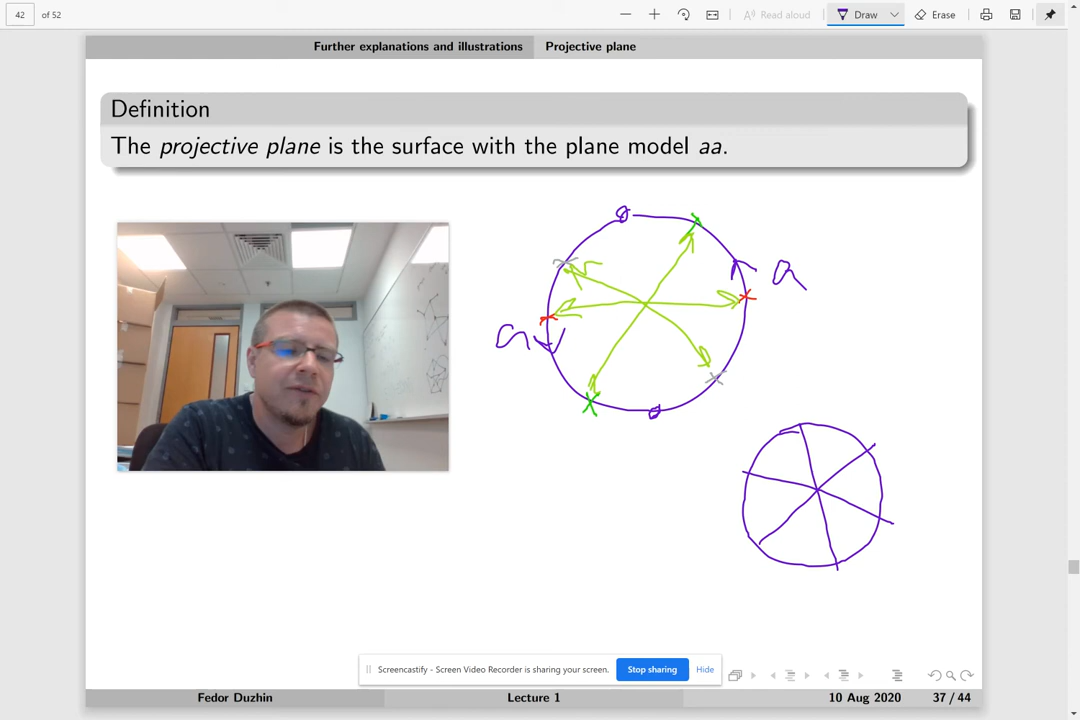 42 of 52
Read aloud
Draw
Erase
Further explanations and illustrations Projective plane
Definition
The projective plane is the surface with the plane model aa.
a
a
Screencastify - Screen Video Recorder is sharing your screen.
Stop sharing
Hide
Fedor Duzhin
Lecture 1
10 Aug 2020
37 / 44